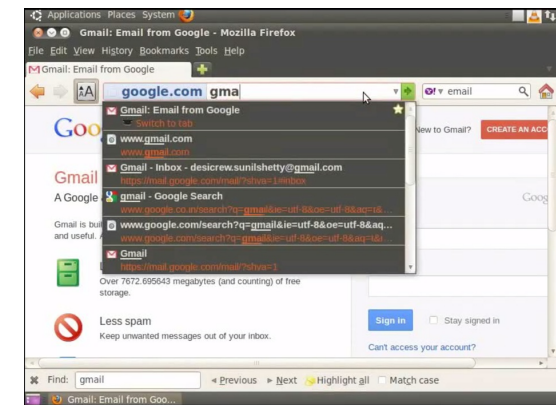 Applications Places System
Gmail: Email from Google - Mozilla Firefox
File Edit View History Bookmarks Tools Help
Gmail: Email from Google
google.com gma
email
Gmail: Email from Google
Switch to tab
www.gmail.com
www.gmail.com
Gmail - Inbox - desicrew.sunilshetty@gmail.com
https://mail.google.com/mail/?shva=1#inbox
gmail - Google Search
www.google.co.in/search?q=gmail&ie=utf-8&oe=utf-8&aq=t&...
www.google.com/search?q=gmail&ie=utf-8&oe=utf-8&aq...
www.google.com/search?q=gmail&ie=utf-8&oe=utf-8&aq=t&r...
Gmail
https://mail.google.com/mail/?shva=1
Goo
New to Gmail? CREATE AN ACC
Gmail
A Google
Goog
Gmail is buil
and useful. A
Over 7672.695643 megabytes (and counting) of free
storage.
Less spam
Keep unwanted messages out of your inbox.
Sign in Stay signed in
Can't access your account?
Find: gmail Previous Next Highlight all Match case
Gmail: Email from Goo...